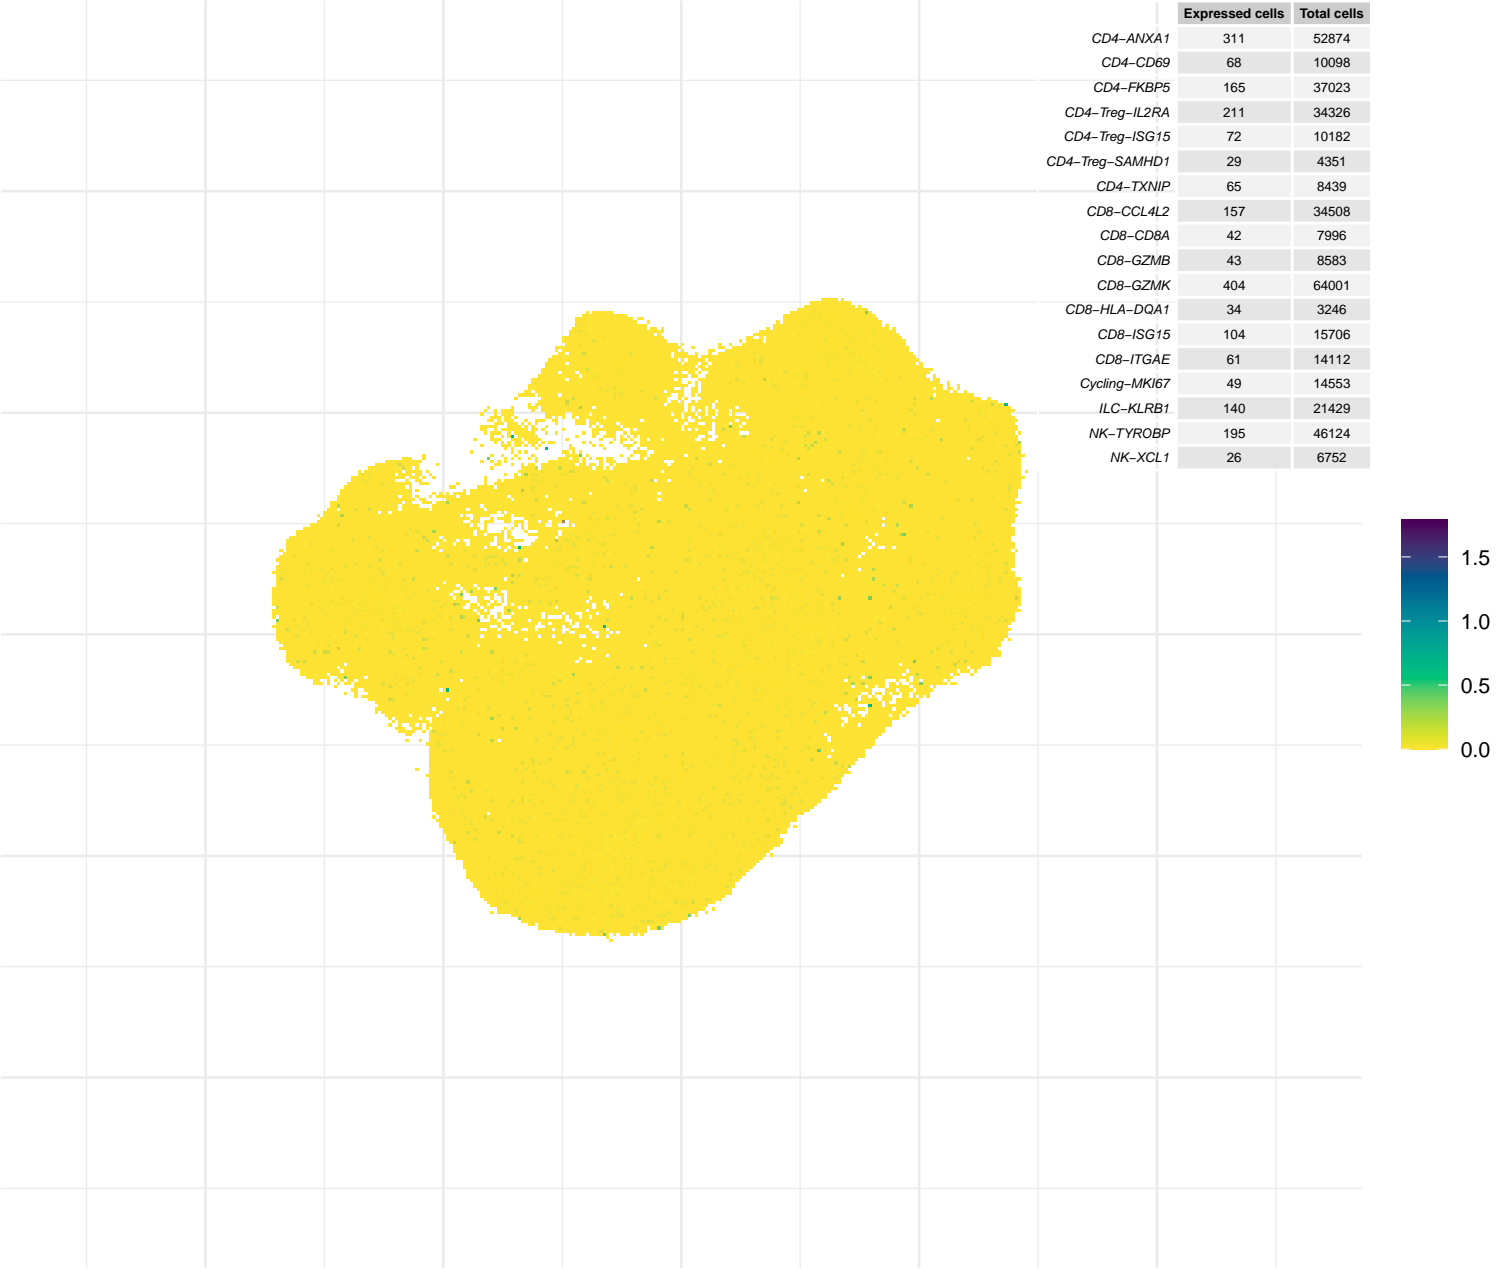 Expressed cells Total cells
CD4−ANXA1 311 52874
CD4−CD69 68 10098
CD4−FKBP5 165 37023
CD4−Treg−IL2RA 211 34326
CD4−Treg−ISG15 72 10182
CD4−Treg−SAMHD1 29 4351
CD4−TXNIP 65 8439
CD8−CCL4L2 157 34508
CD8−CD8A 42 7996
CD8−GZMB 43 8583
CD8−GZMK 404 64001
CD8−HLA−DQA1 34 3246
CD8−ISG15 104 15706
CD8−ITGAE 61 14112
Cycling−MKI67 49 14553
ILC−KLRB1 140 21429
NK−TYROBP 195 46124
NK−XCL1 26 6752
1.5
1.0
0.5
0.0